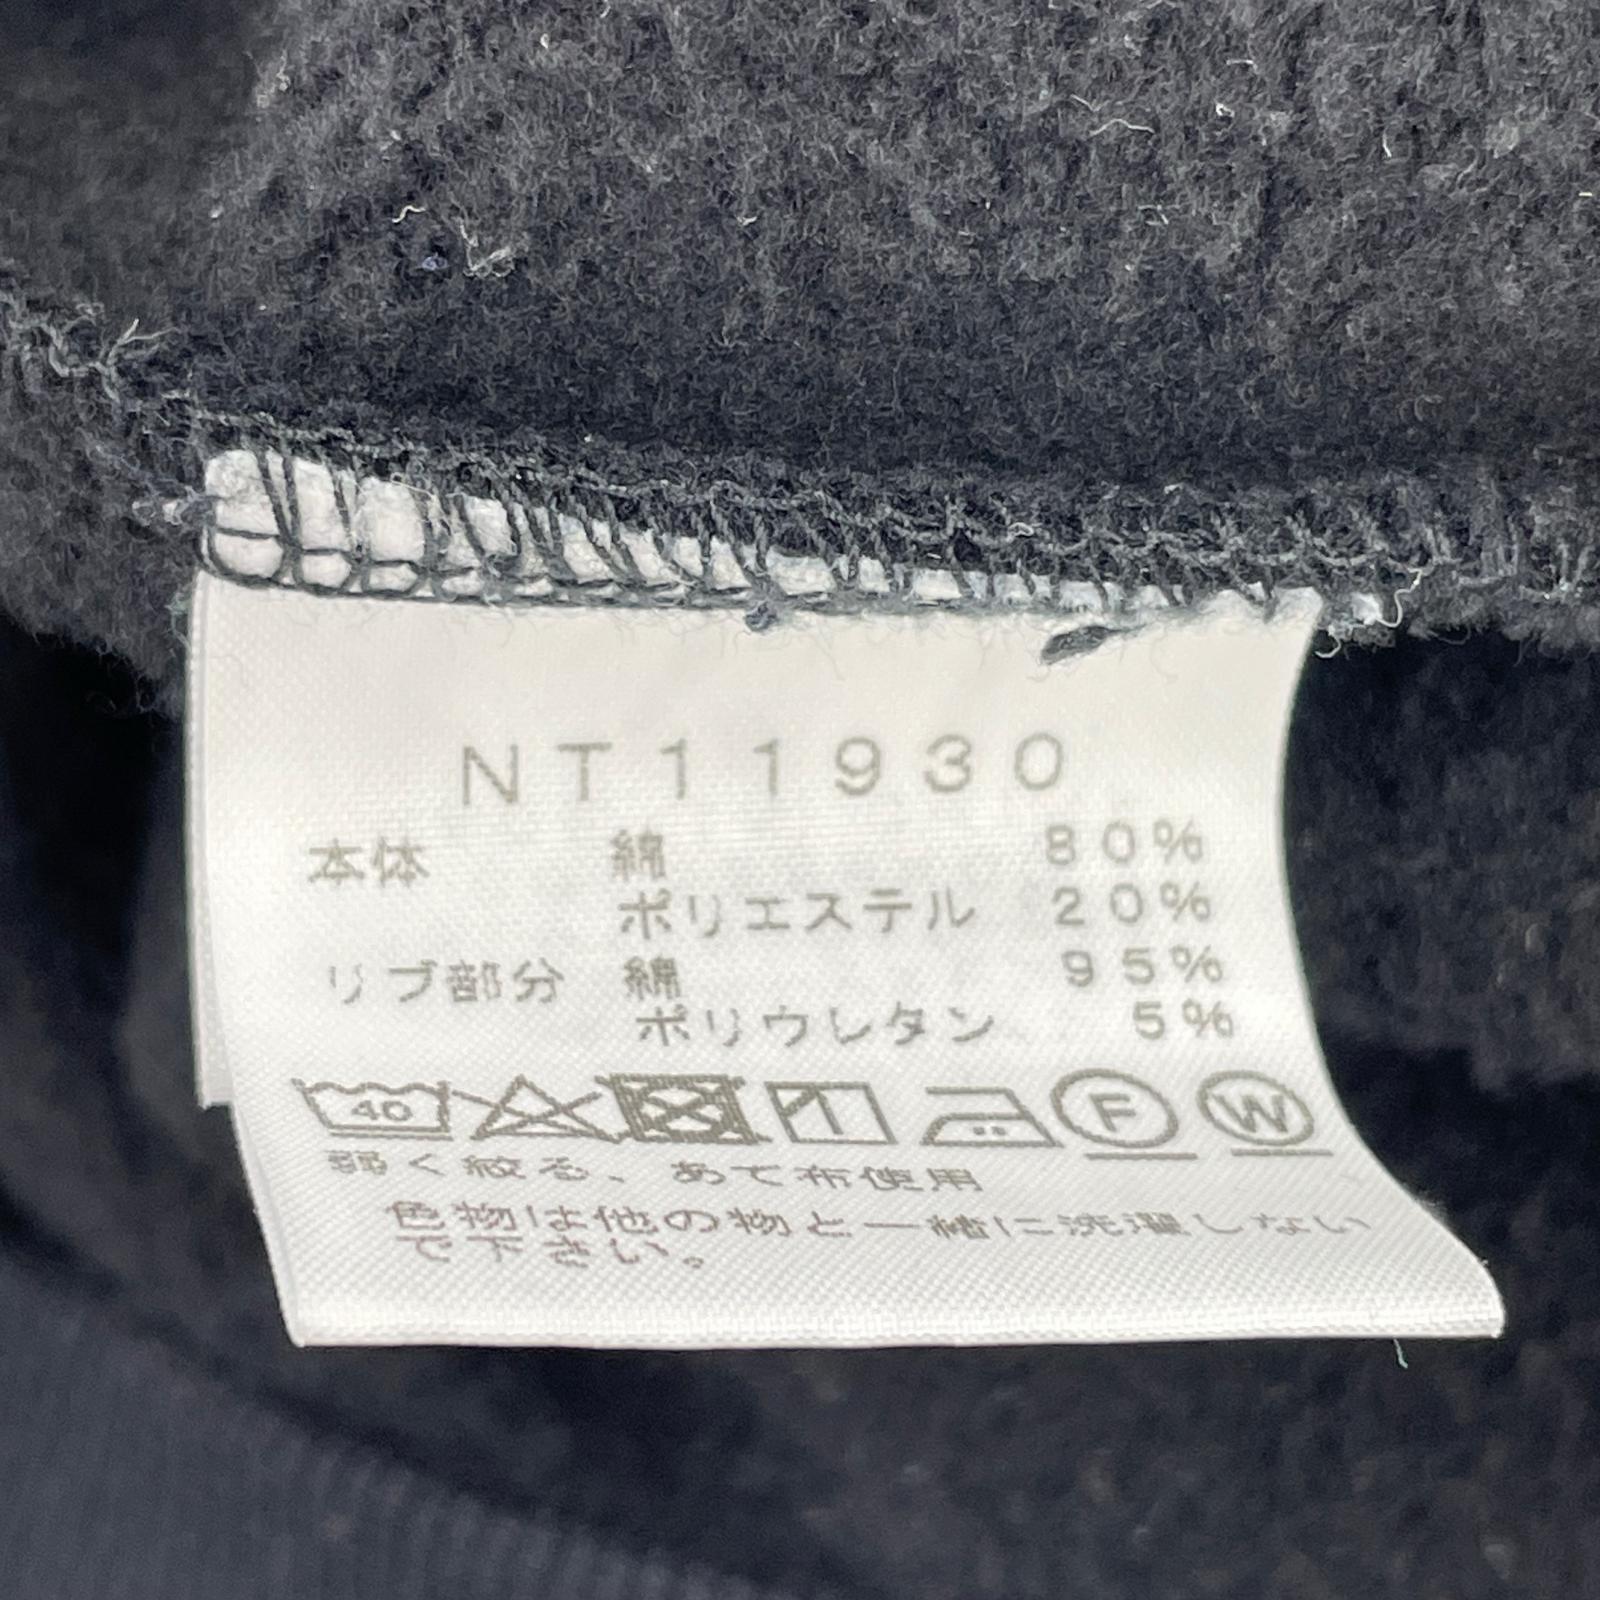 NT11930
本体 綿 80%
ポリエステル 20%
リブ部分 綿 95%
ポリウレタン 5%
40 F W
軽く絞る、あて布使用
色物は他の物と一緒に洗濯しない
で下さい。